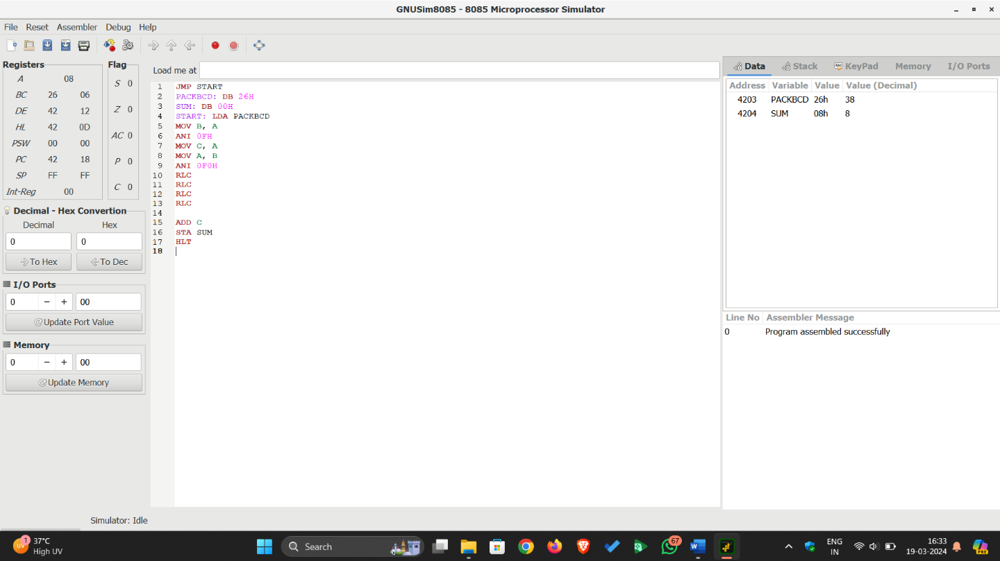 GNUSim8085 - 8085 Microprocessor Simulator
File Reset Assembler Debug Help
Registers
A 08
BC 26 06
DE 42 12
HL 42 0D
PSW 00 00
PC 42 18
SP FF FF
Int-Reg 00
Flag
S 0
Z 0
AC 0
P 0
C 0
Decimal - Hex Convertion
Decimal Hex
0 0
To Hex To Dec
I/O Ports
0 − + 00
Update Port Value
Memory
0 − + 00
Update Memory
Load me at
1 JMP START
2 PACKBCD: DB 26H
3 SUM: DB 00H
4 START: LDA PACKBCD
5 MOV B, A
6 ANI 0FH
7 MOV C, A
8 MOV A, B
9 ANI 0F0H
10 RLC
11 RLC
12 RLC
13 RLC
14
15 ADD C
16 STA SUM
17 HLT
18
Data Stack KeyPad Memory I/O Ports
Address Variable Value Value (Decimal)
4203 PACKBCD 26h 38
4204 SUM 08h 8
Line No Assembler Message
0 Program assembled successfully
Simulator: Idle
UV 1
37°C
High UV
Search
67
W
ENG
IN
16:33
19-03-2024
PRE